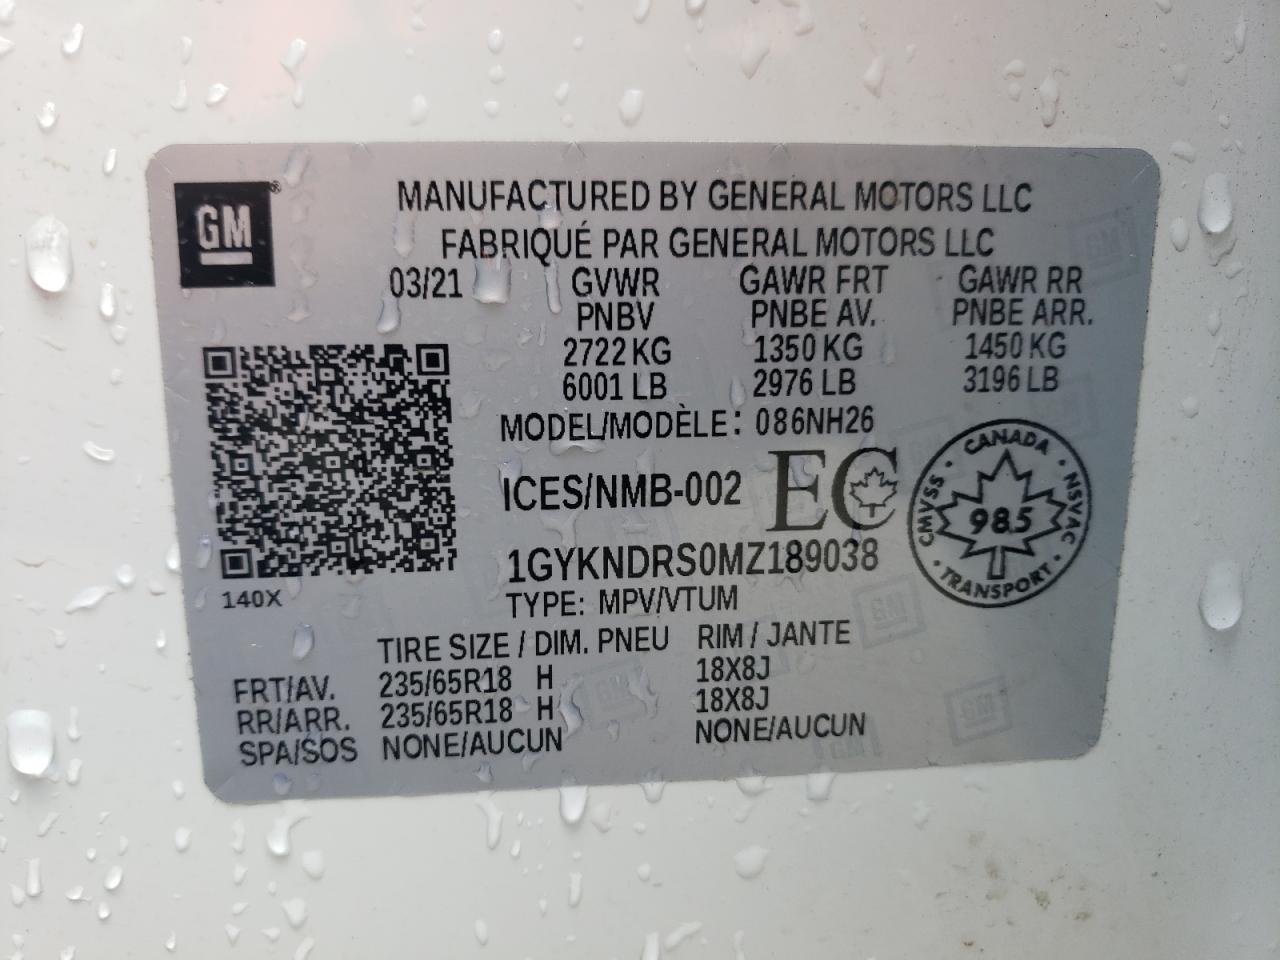 GM®
MANUFACTURED BY GENERAL MOTORS LLC
FABRIQUÉ PAR GENERAL MOTORS LLC
03/21 GVWR GAWR FRT GAWR RR
PNBV PNBE AV. PNBE ARR.
2722 KG 1350 KG 1450 KG
6001 LB 2976 LB 3196 LB
MODEL/MODÈLE: 086NH26
ICES/NMB-002 EC
CANADA
CMVSS 985 NSVAC
TRANSPORT
1GYKNDRS0MZ189038
140X
TYPE: MPV/VTUM
TIRE SIZE / DIM. PNEU RIM / JANTE
FRT/AV. 235/65R18 H 18X8J
RR/ARR. 235/65R18 H 18X8J
SPA/SOS NONE/AUCUN NONE/AUCUN